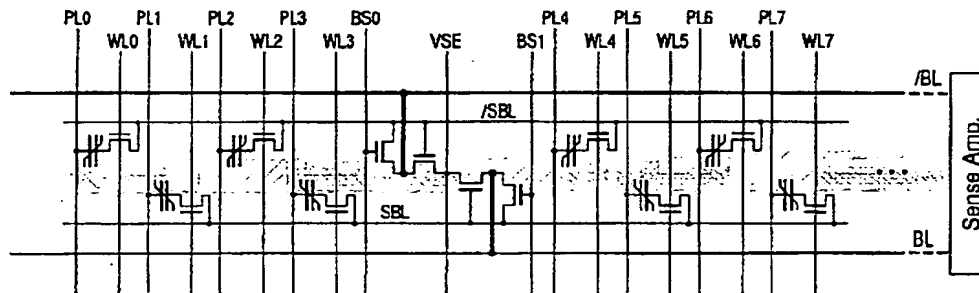 PL0 PL1 PL2 PL3 BS0 PL4 PL5 PL6 PL7
WL0 WL1 WL2 WL3 VSE BS1 WL4 WL5 WL6 WL7
/BL
/SBL
SBL
BL
Sense Amp.